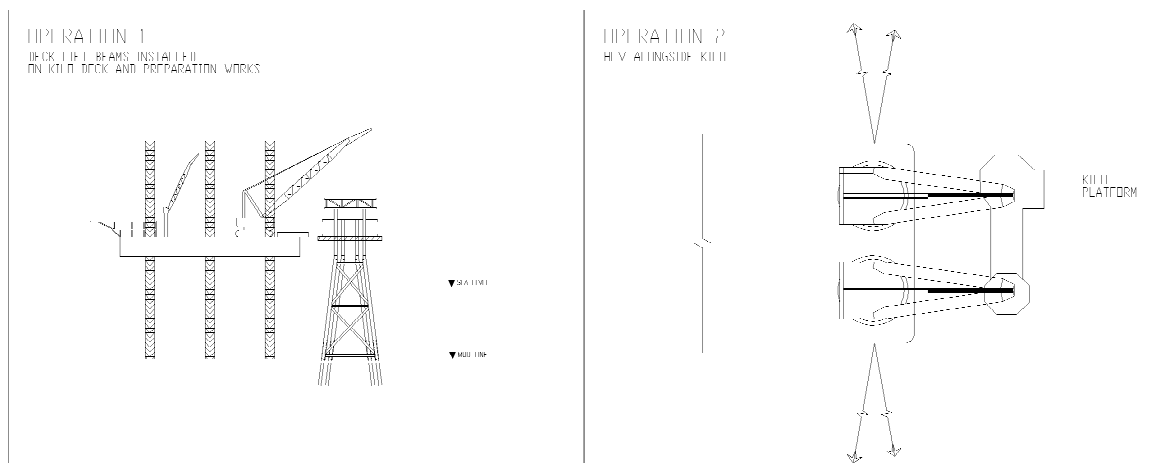 OPERATION 1
DECK LIFT BEAMS INSTALLED
ON KILO DECK AND PREPARATION WORKS
SEA LEVEL
MUD LINE
OPERATION 2
HLV ALONGSIDE KILO
KILO
PLATFORM